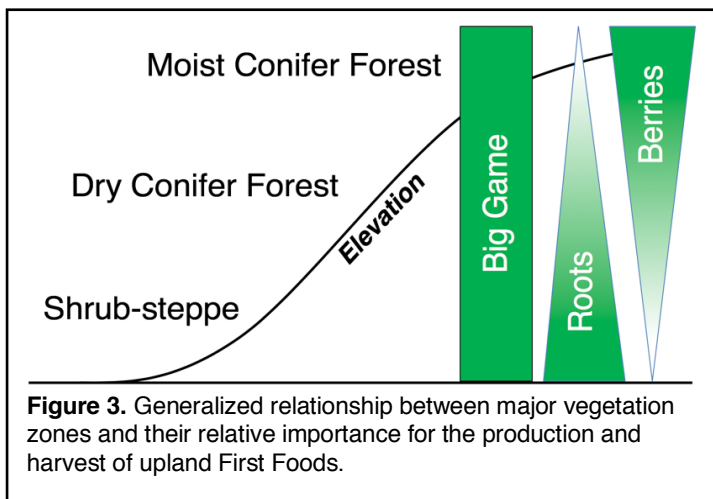 Moist Conifer Forest
Dry Conifer Forest
Shrub-steppe
Elevation
Big Game
Roots
Berries
Figure 3. Generalized relationship between major vegetation
zones and their relative importance for the production and
harvest of upland First Foods.